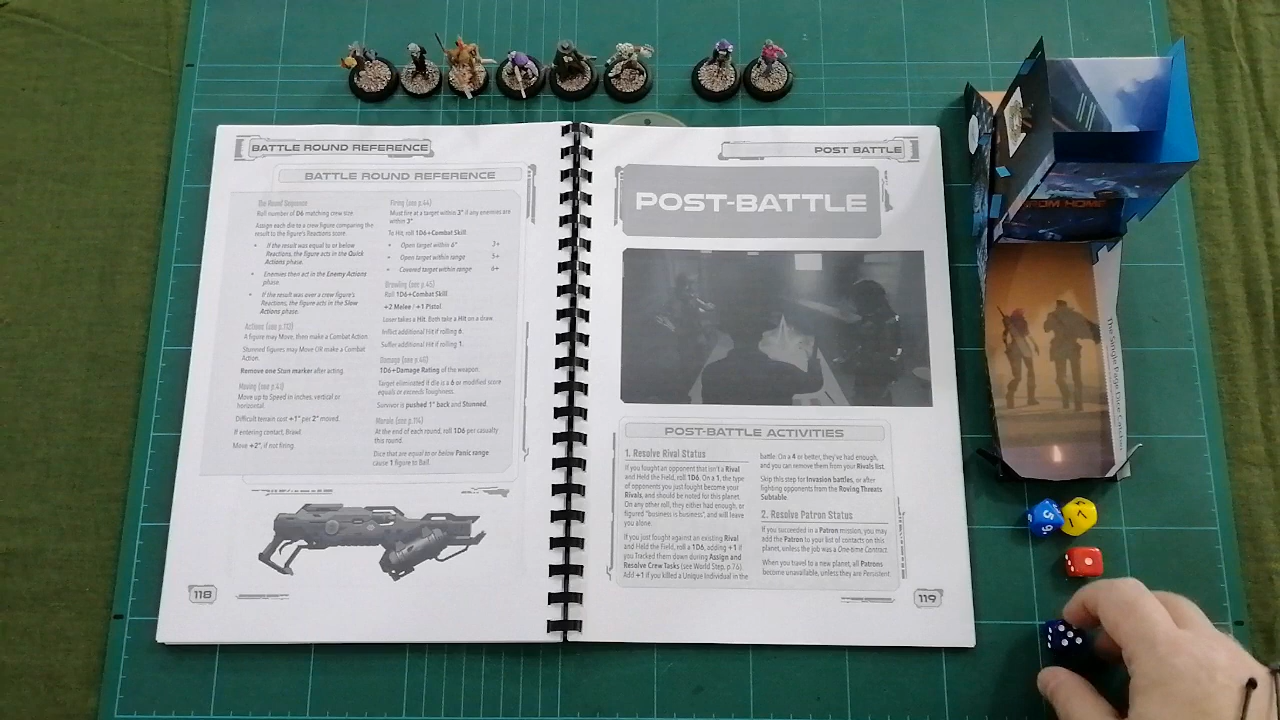 BATTLE ROUND REFERENCE
BATTLE ROUND REFERENCE
The Round Sequence
Roll number of D6 matching crew size
Assign each die to a crew figure comparing the
result to the figure's Reactions score.
• If the result was equal to or below
Reactions, the figure acts in the Quick
Actions phase.
• Enemies then act in the Enemy Actions
phase.
• If the result was over a crew figure's
Reactions, the figure acts in the Slow
Actions phase.
Actions (see p.113)
A figure may Move, then make a Combat Action.
Stunned figures may Move OR make a Combat
Action.
Remove one Stun marker after acting.
Moving (see p.41)
Move up to Speed in inches, vertical or
horizontal.
Difficult terrain cost +1" per 2" moved.
If entering contact, Brawl.
Move +2", if not firing.
Firing (see p.44)
Must fire at a target within 3" if any enemies are
within 3"
To Hit, roll 1D6+Combat Skill.
• Open target within 6" 3+
• Open target within range 5+
• Covered target within range 6+
Brawling (see p.45)
Roll 1D6+Combat Skill.
+2 Melee / +1 Pistol.
Loser takes a Hit. Both take a Hit on a draw.
Inflict additional Hit if rolling 6.
Suffer additional Hit if rolling 1.
Damage (see p.46)
1D6+Damage Rating of the weapon.
Target eliminated if die is a 6 or modified score
equals or exceeds Toughness.
Survivor is pushed 1" back and Stunned.
Morale (see p.114)
At the end of each round, roll 1D6 per casualty
this round.
Dice that are equal to or below Panic range
cause 1 figure to Bail.
118
POST BATTLE
POST-BATTLE
POST-BATTLE ACTIVITIES
1. Resolve Rival Status
If you fought an opponent that isn't a Rival
and Held the Field, roll 1D6. On a 1, the type
of opponents you just fought become your
Rivals, and should be noted for this planet.
On any other roll, they either had enough, or
figured "business is business", and will leave
you alone.
If you just fought against an existing Rival
and Held the Field, roll a 1D6, adding +1 if
you Tracked them down during Assign and
Resolve Crew Tasks (see World Step, p.76).
Add +1 if you killed a Unique Individual in the
battle. On a 4 or better, they've had enough,
and you can remove them from your Rivals list.
Skip this step for Invasion battles, or after
fighting opponents from the Roving Threats
Subtable.
2. Resolve Patron Status
If you succeeded in a Patron mission, you may
add the Patron to your list of contacts on this
planet, unless the job was a One-time Contract.
When you travel to a new planet, all Patrons
become unavailable, unless they are Persistent.
119
FROM HOME
5
9
7